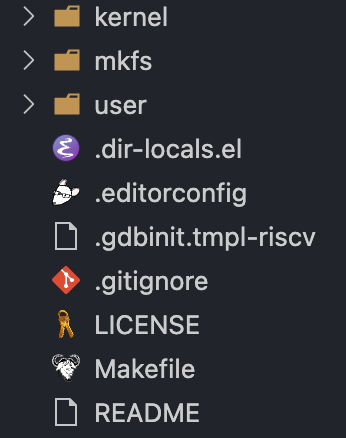 kernel
mkfs
user
.dir-locals.el
.editorconfig
.gdbinit.tmpl-riscv
.gitignore
LICENSE
Makefile
README